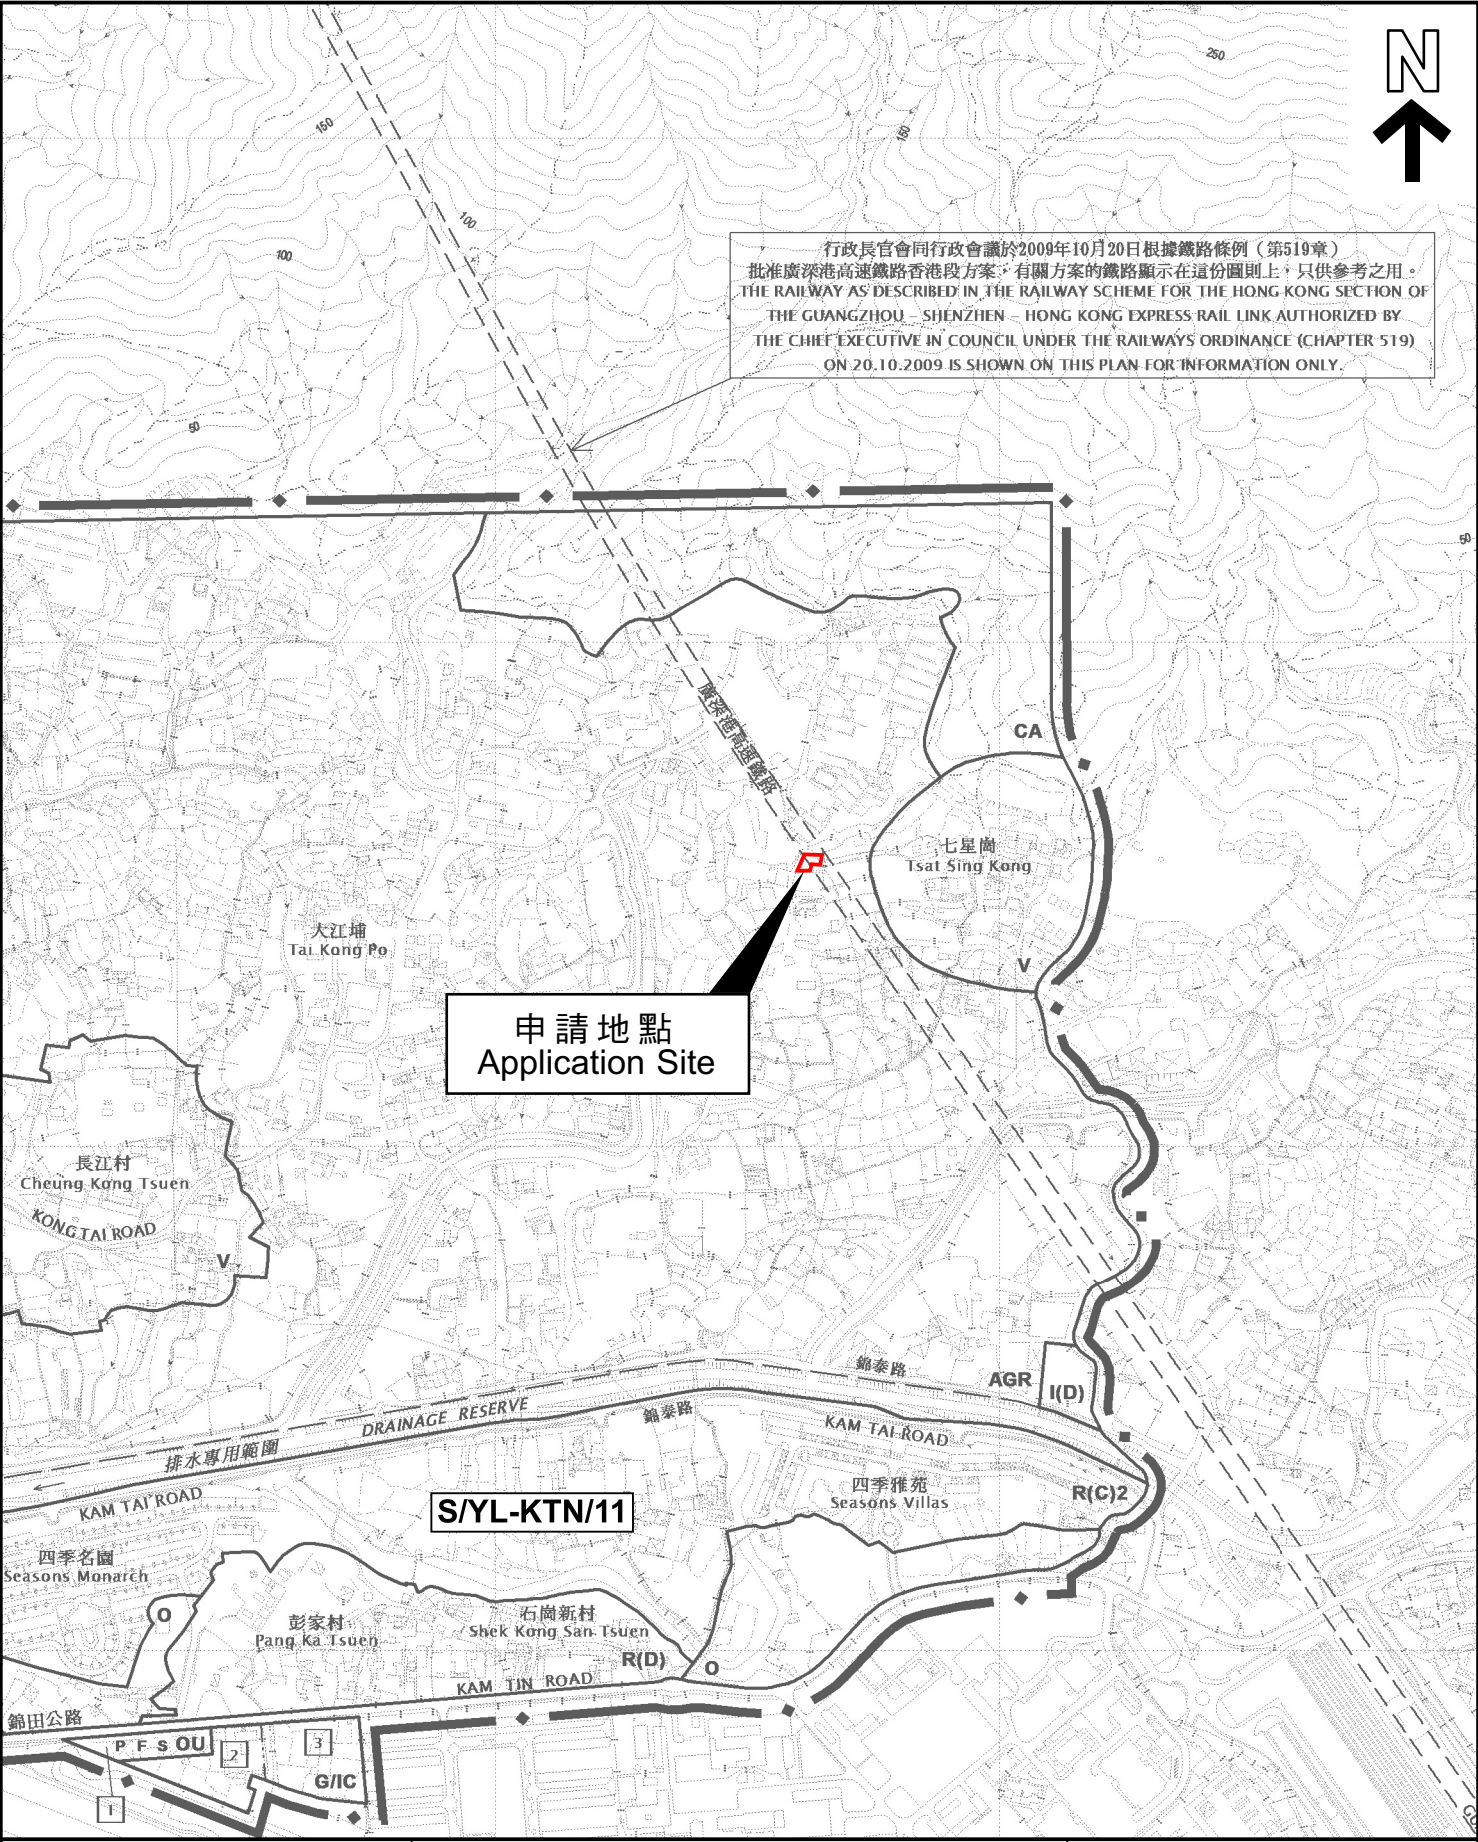 N
250
150
150
100
100
行政長官會同行政會議於2009年10月20日根據鐵路條例（第519章）
批准廣深港高速鐵路香港段方案，有關方案的鐵路顯示在這份圖則上，只供參考之用。
THE RAILWAY AS DESCRIBED IN THE RAILWAY SCHEME FOR THE HONG KONG SECTION OF
THE GUANGZHOU – SHENZHEN – HONG KONG EXPRESS RAIL LINK AUTHORIZED BY
THE CHIEF EXECUTIVE IN COUNCIL UNDER THE RAILWAYS ORDINANCE (CHAPTER 519)
ON 20.10.2009 IS SHOWN ON THIS PLAN FOR INFORMATION ONLY.
50
50
廣深港高速鐵路
CA
七星崗
Tsat Sing Kong
大江埔
Tai Kong Po
V
申請地點
Application Site
長江村
Cheung Kong Tsuen
KONG TAI ROAD
V
錦泰路
AGR
I(D)
DRAINAGE RESERVE
錦泰路
KAM TAI ROAD
排水專用範圍
KAM TAI ROAD
四季雅苑
Seasons Villas
R(C)2
S/YL-KTN/11
四季名園
Seasons Monarch
O
彭家村
Pang Ka Tsuen
石崗新村
Shek Kong San Tsuen
R(D)
O
KAM TIN ROAD
錦田公路
P F S OU
2
3
G/IC
1